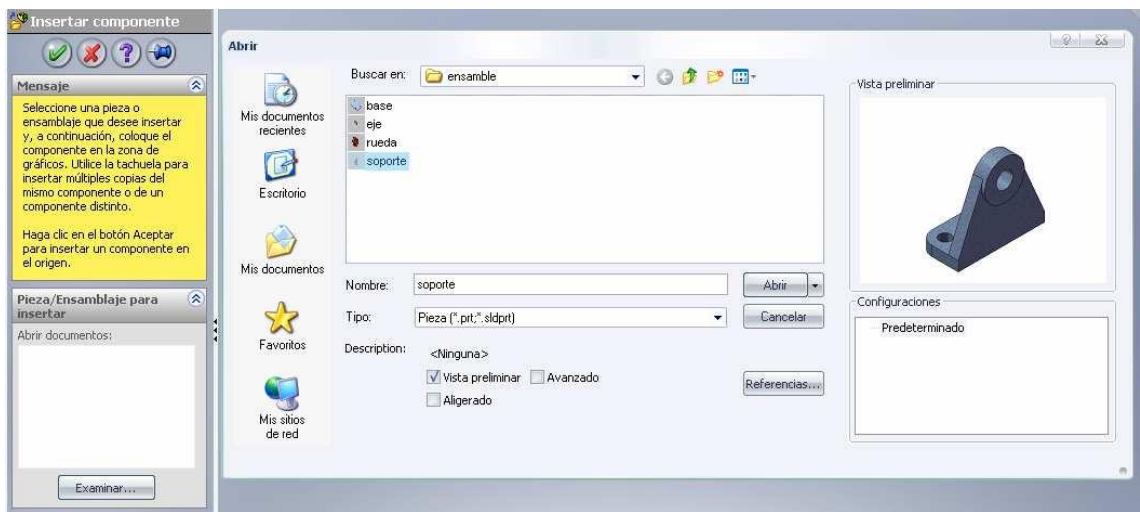 Insertar componente
?
Mensaje
Seleccione una pieza o
ensamblaje que desee insertar
y, a continuación, coloque el
componente en la zona de
gráficos. Utilice la tachuela para
insertar múltiples copias del
mismo componente o de un
componente distinto.
Haga clic en el botón Aceptar
para insertar un componente en
el origen.
Pieza/Ensamblaje para
insertar
Abrir documentos:
Examinar...
Abrir
?
Mis documentos
recientes
Escritorio
Mis documentos
Favoritos
Mis sitios
de red
Buscar en:
ensamble
base
eje
rueda
soporte
Nombre:
soporte
Abrir
Tipo:
Pieza (*.prt;*.sldprt)
Cancelar
Description:
<Ninguna>
Vista preliminar
Avanzado
Aligerado
Referencias...
Vista preliminar
Configuraciones
Predeterminado